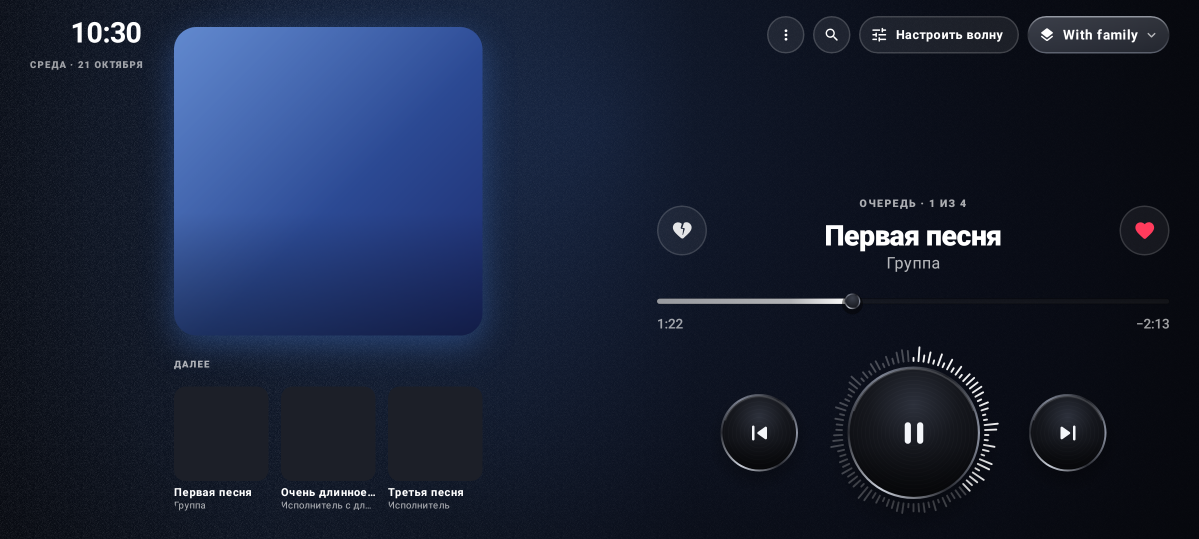 10:30
СРЕДА · 21 ОКТЯБРЯ
Настроить волну
With family
ОЧЕРЕДЬ · 1 ИЗ 4
Первая песня
Группа
1:22
−2:13
ДАЛЕЕ
Первая песня
Группа
Очень длинное…
Исполнитель с дл…
Третья песня
Исполнитель